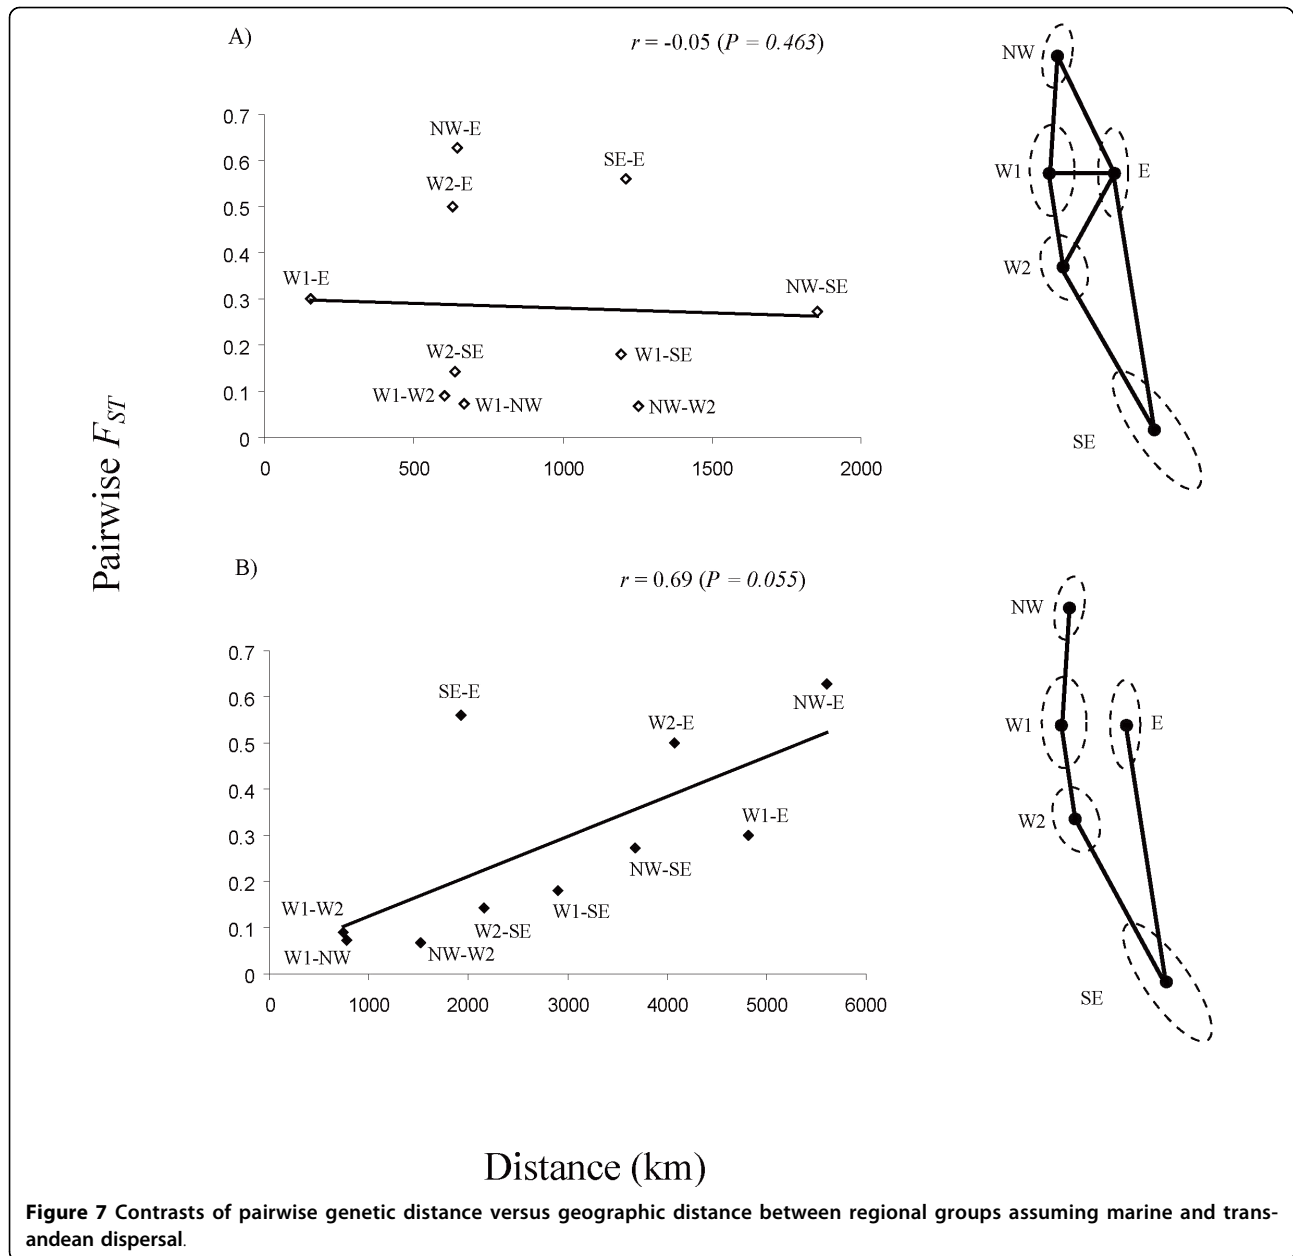 A)
r = -0.05 (P = 0.463)
NW
W1
E
W2
SE
0.7
0.6
0.5
0.4
0.3
0.2
0.1
0
NW-E
SE-E
W2-E
W1-E
NW-SE
W2-SE
W1-SE
W1-W2
W1-NW
NW-W2
0 500 1000 1500 2000
Pairwise FST
B)
r = 0.69 (P = 0.055)
NW
W1
E
W2
SE
0.7
0.6
0.5
0.4
0.3
0.2
0.1
0
SE-E
NW-E
W2-E
W1-E
NW-SE
W1-W2
W1-SE
W2-SE
W1-NW
NW-W2
0 1000 2000 3000 4000 5000 6000
Distance (km)
Figure 7 Contrasts of pairwise genetic distance versus geographic distance between regional groups assuming marine and trans-
andean dispersal.